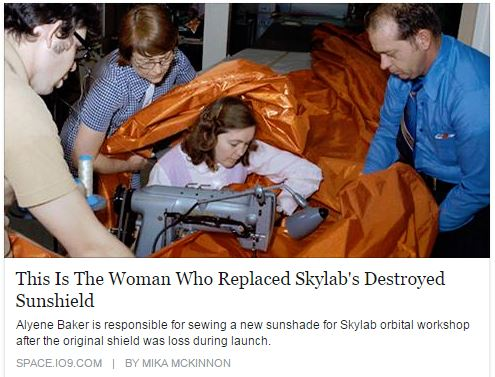 This Is The Woman Who Replaced Skylab's Destroyed
Sunshield
Alyene Baker is responsible for sewing a new sunshade for Skylab orbital workshop
after the original shield was loss during launch.
SPACE.IO9.COM | BY MIKA MCKINNON